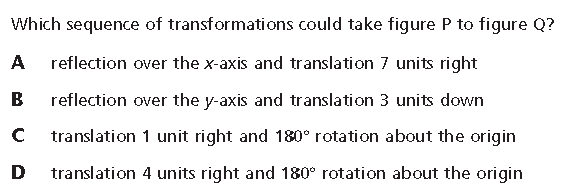 Which sequence of transformations could take figure P to figure Q?
A reflection over the x-axis and translation 7 units right
B reflection over the y-axis and translation 3 units down
C translation 1 unit right and 180° rotation about the origin
D translation 4 units right and 180° rotation about the origin